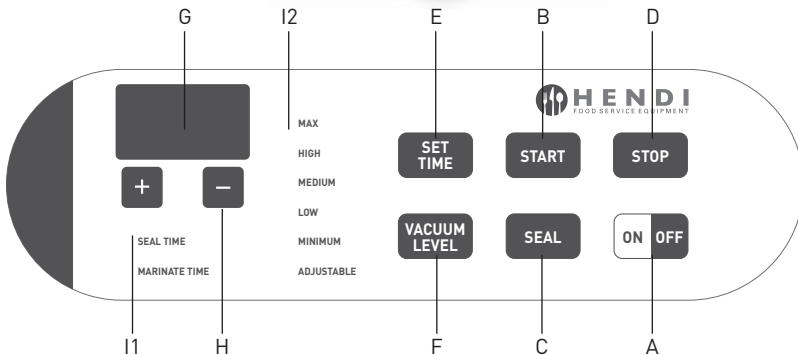 G
I2
E
B
D
HENDI
FOOD SERVICE EQUIPMENT
MAX
HIGH
MEDIUM
LOW
MINIMUM
ADJUSTABLE
SET
TIME
START
STOP
+
−
SEAL TIME
MARINATE TIME
VACUUM
LEVEL
SEAL
ON OFF
I1
H
F
C
A